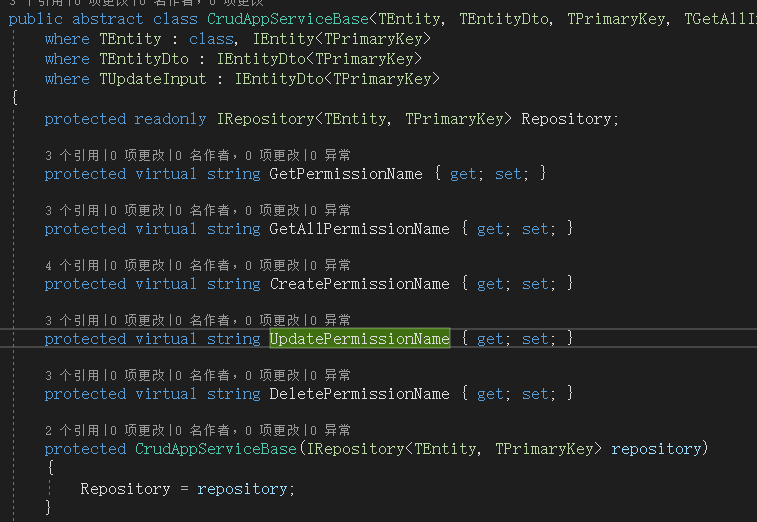 3 个引用|0 项更改|0 名作者，0 项更改
public abstract class CrudAppServiceBase<TEntity, TEntityDto, TPrimaryKey, TGetAllI
where TEntity : class, IEntity<TPrimaryKey>
where TEntityDto : IEntityDto<TPrimaryKey>
where TUpdateInput : IEntityDto<TPrimaryKey>
{
protected readonly IRepository<TEntity, TPrimaryKey> Repository;
3 个引用|0 项更改|0 名作者，0 项更改|0 异常
protected virtual string GetPermissionName { get; set; }
3 个引用|0 项更改|0 名作者，0 项更改|0 异常
protected virtual string GetAllPermissionName { get; set; }
4 个引用|0 项更改|0 名作者，0 项更改|0 异常
protected virtual string CreatePermissionName { get; set; }
3 个引用|0 项更改|0 名作者，0 项更改|0 异常
protected virtual string UpdatePermissionName { get; set; }
3 个引用|0 项更改|0 名作者，0 项更改|0 异常
protected virtual string DeletePermissionName { get; set; }
2 个引用|0 项更改|0 名作者，0 项更改|0 异常
protected CrudAppServiceBase(IRepository<TEntity, TPrimaryKey> repository)
{
Repository = repository;
}